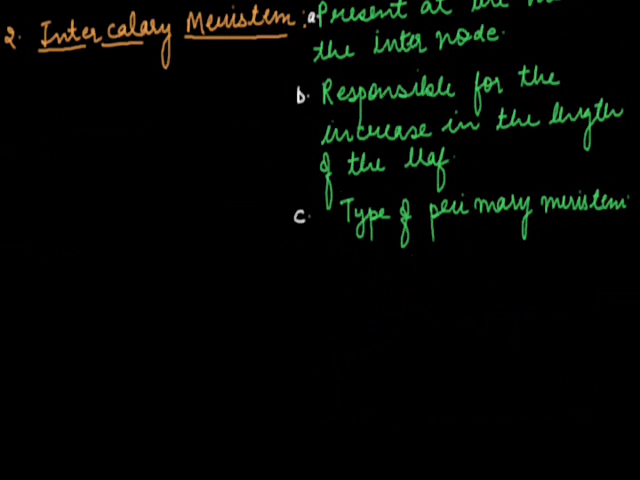 2. Intercalary Meristem :
a. Present at the
the inter node.
b. Responsible for the
increase in the length
of the leaf.
c. Type of primary meristem.